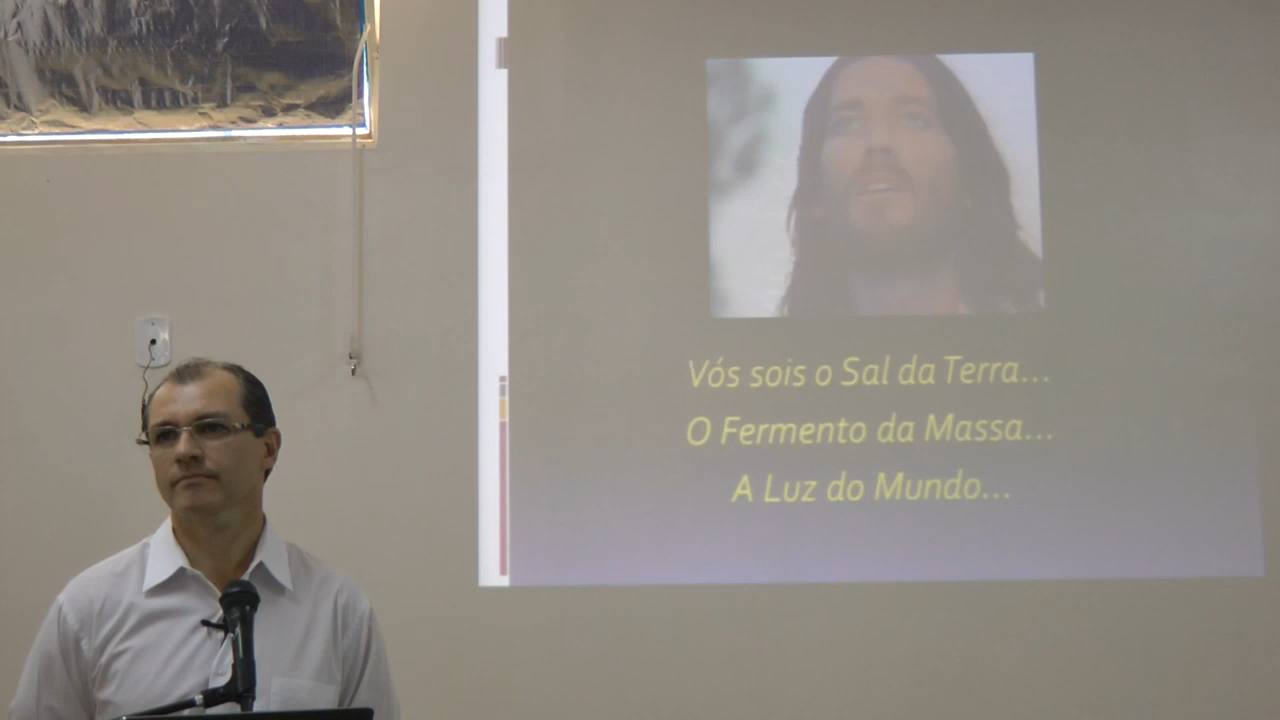 Vós sois o Sal da Terra...
O Fermento da Massa...
A Luz do Mundo...